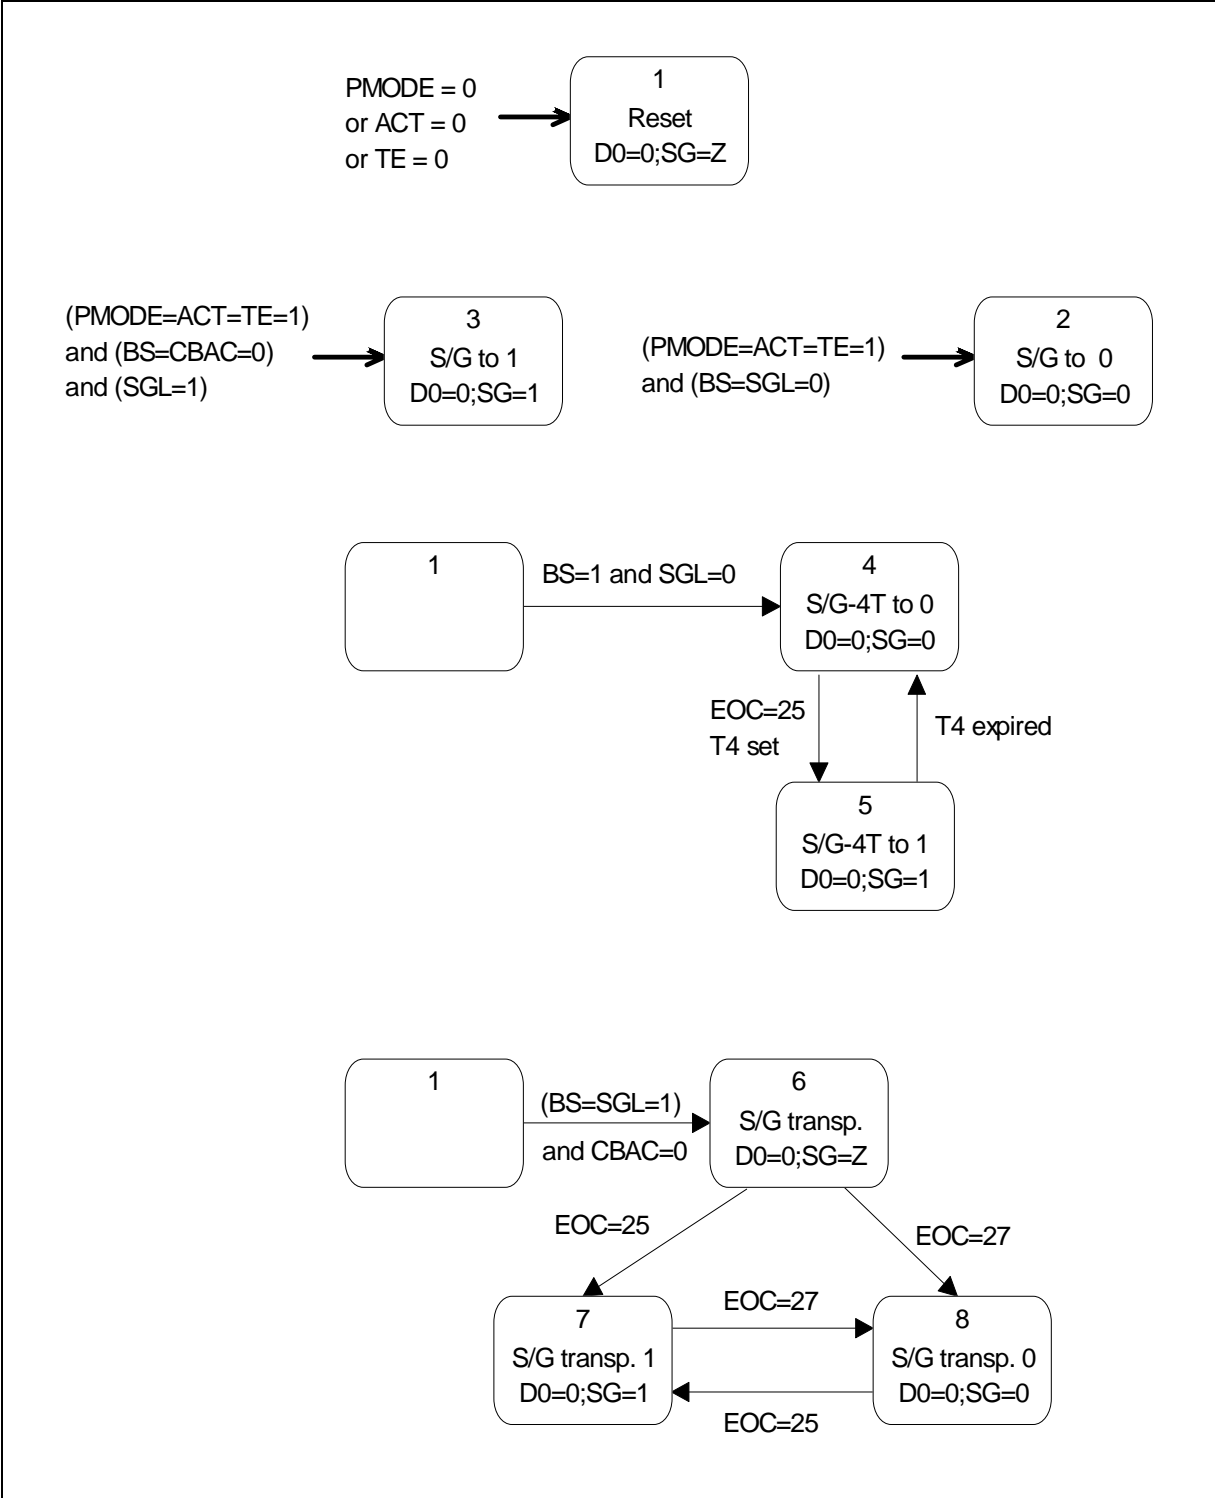 PMODE = 0
or ACT = 0
or TE = 0
1
Reset
D0=0;SG=Z
(PMODE=ACT=TE=1)
and (BS=CBAC=0)
and (SGL=1)
3
S/G to 1
D0=0;SG=1
(PMODE=ACT=TE=1)
and (BS=SGL=0)
2
S/G to 0
D0=0;SG=0
1
BS=1 and SGL=0
4
S/G-4T to 0
D0=0;SG=0
EOC=25
T4 set
T4 expired
5
S/G-4T to 1
D0=0;SG=1
1
(BS=SGL=1)
and CBAC=0
6
S/G transp.
D0=0;SG=Z
EOC=25
EOC=27
7
S/G transp. 1
D0=0;SG=1
EOC=27
8
S/G transp. 0
D0=0;SG=0
EOC=25